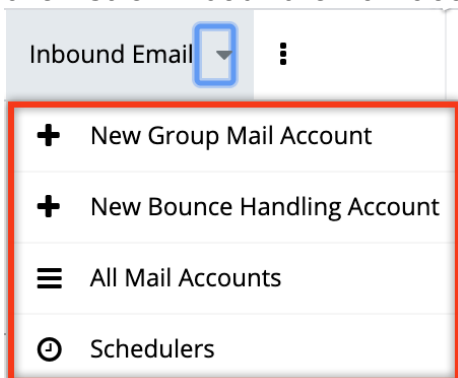 Inbound Email
New Group Mail Account
New Bounce Handling Account
All Mail Accounts
Schedulers